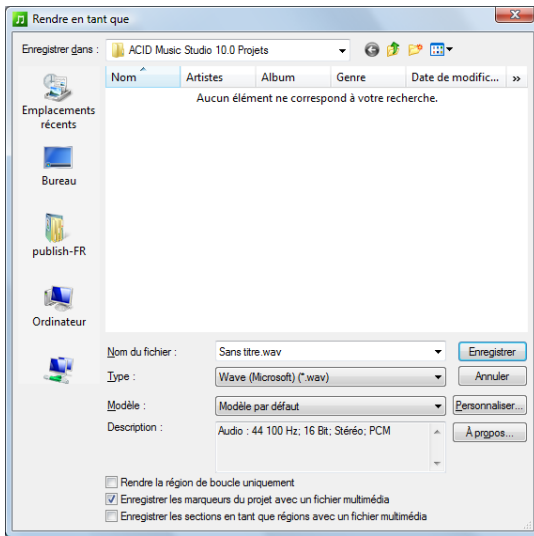 Rendre en tant que
Enregistrer dans :
ACID Music Studio 10.0 Projets
Nom
Artistes
Album
Genre
Date de modific...
»
Aucun élément ne correspond à votre recherche.
Emplacements
récents
Bureau
publish-FR
Ordinateur
Nom du fichier :
Sans titre.wav
Enregistrer
Type :
Wave (Microsoft) (*.wav)
Annuler
Modèle :
Modèle par défaut
Personnaliser...
Description :
Audio : 44 100 Hz; 16 Bit; Stéréo; PCM
À propos...
Rendre la région de boucle uniquement
Enregistrer les marqueurs du projet avec un fichier multimédia
Enregistrer les sections en tant que régions avec un fichier multimédia